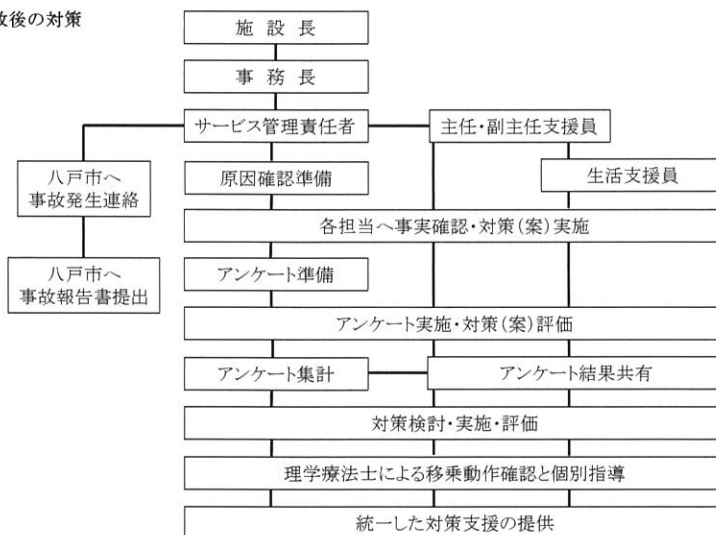 故後の対策
施設長
事務長
サービス管理責任者
主任・副主任支援員
八戸市へ
事故発生連絡
原因確認準備
生活支援員
各担当へ事実確認・対策(案)実施
八戸市へ
事故報告書提出
アンケート準備
アンケート実施・対策(案)評価
アンケート集計
アンケート結果共有
対策検討・実施・評価
理学療法士による移乗動作確認と個別指導
統一した対策支援の提供